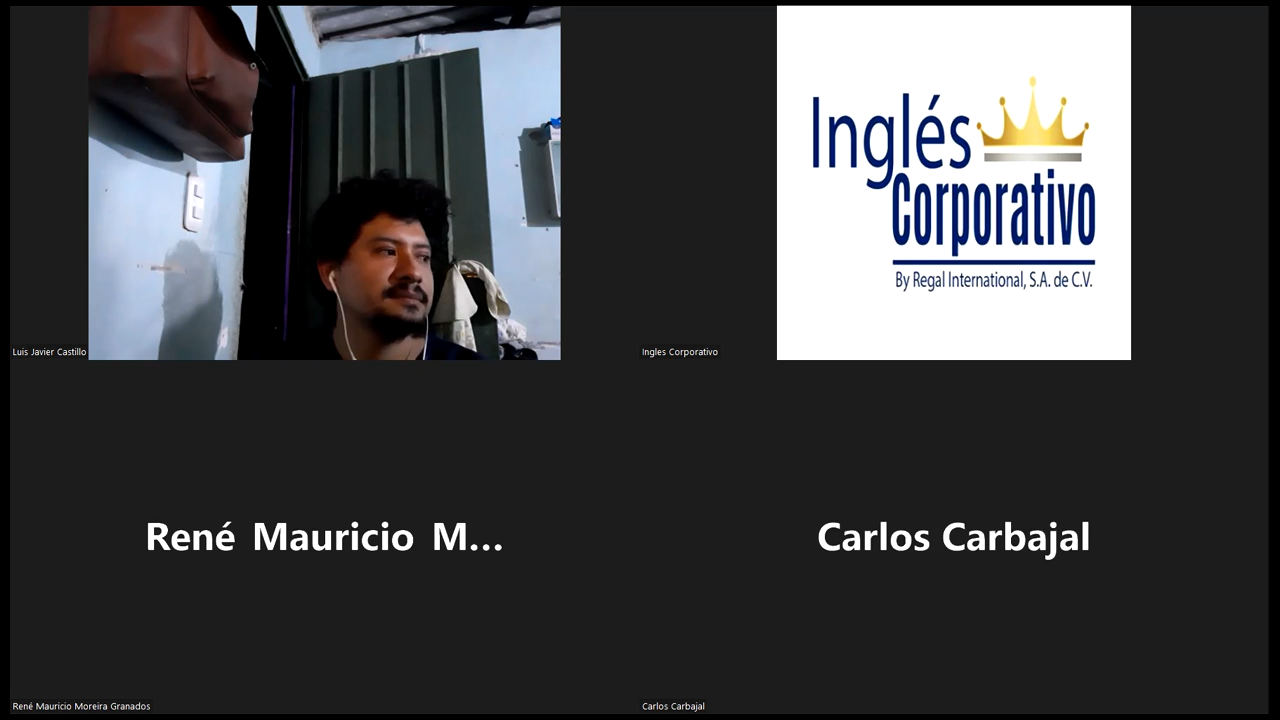 Inglés
Corporativo
By Regal International, S.A. de C.V.
Luis Javier Castillo
Ingles Corporativo
René Mauricio M...
Carlos Carbajal
René Mauricio Moreira Granados
Carlos Carbajal